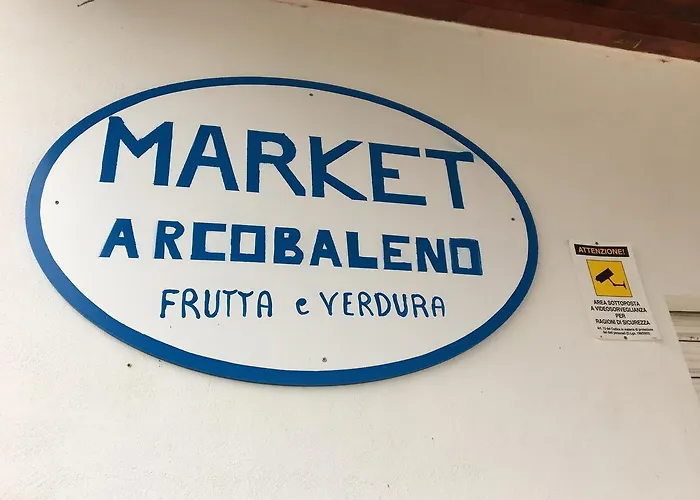 MARKET
ARCOBALENO
FRUTTA e VERDURA
ATTENZIONE!
AREA SOTTOPOSTA
A VIDEOSORVEGLIANZA
PER
RAGIONI DI SICUREZZA